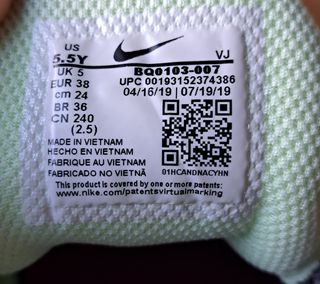 US VJ
5.5Y BQ0103-007
UK 5 UPC 00193152374386
EUR 38 04/16/19 | 07/19/19
cm 24
BR 36
CN 240
(2.5)
MADE IN VIETNAM
HECHO EN VIETNAM
FABRIQUE AU VIETNAM
FABRICADO NO VIETNÃ 01HCANDNACYHN
This product is covered by one or more patents:
www.nike.com/patentsvirtualmarking